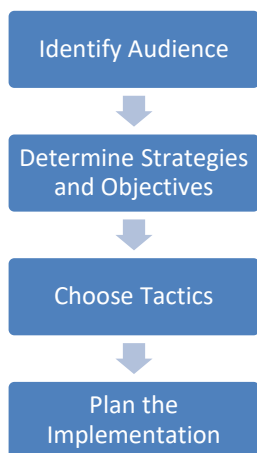 Identify Audience
Determine Strategies
and Objectives
Choose Tactics
Plan the
Implementation